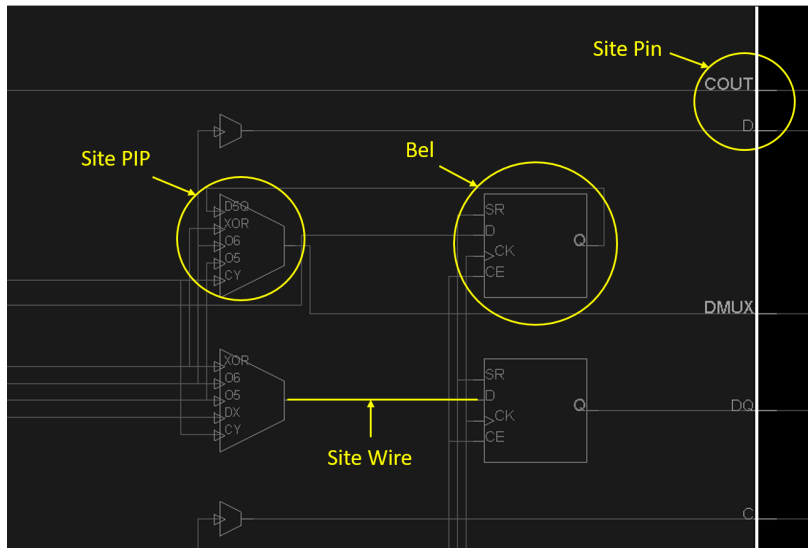 Site Pin
COUT
D
Site PIP
Bel
D5Q
XOR
O6
O5
CY
SR
D
CK
CE
Q
DMUX
XOR
O6
O5
DX
CY
SR
D
CK
CE
Q
DQ
Site Wire
C